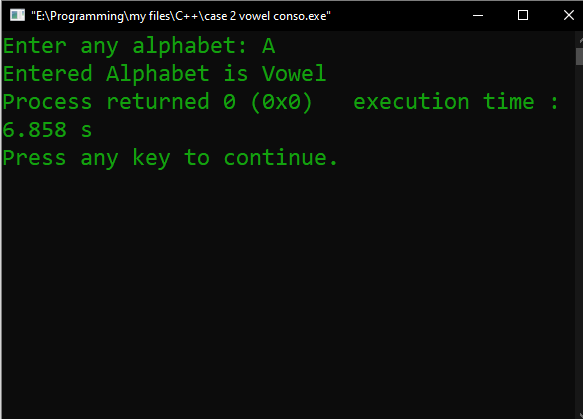 "E:\Programming\my files\C++\case 2 vowel conso.exe"
Enter any alphabet: A
Entered Alphabet is Vowel
Process returned 0 (0x0)   execution time :
6.858 s
Press any key to continue.